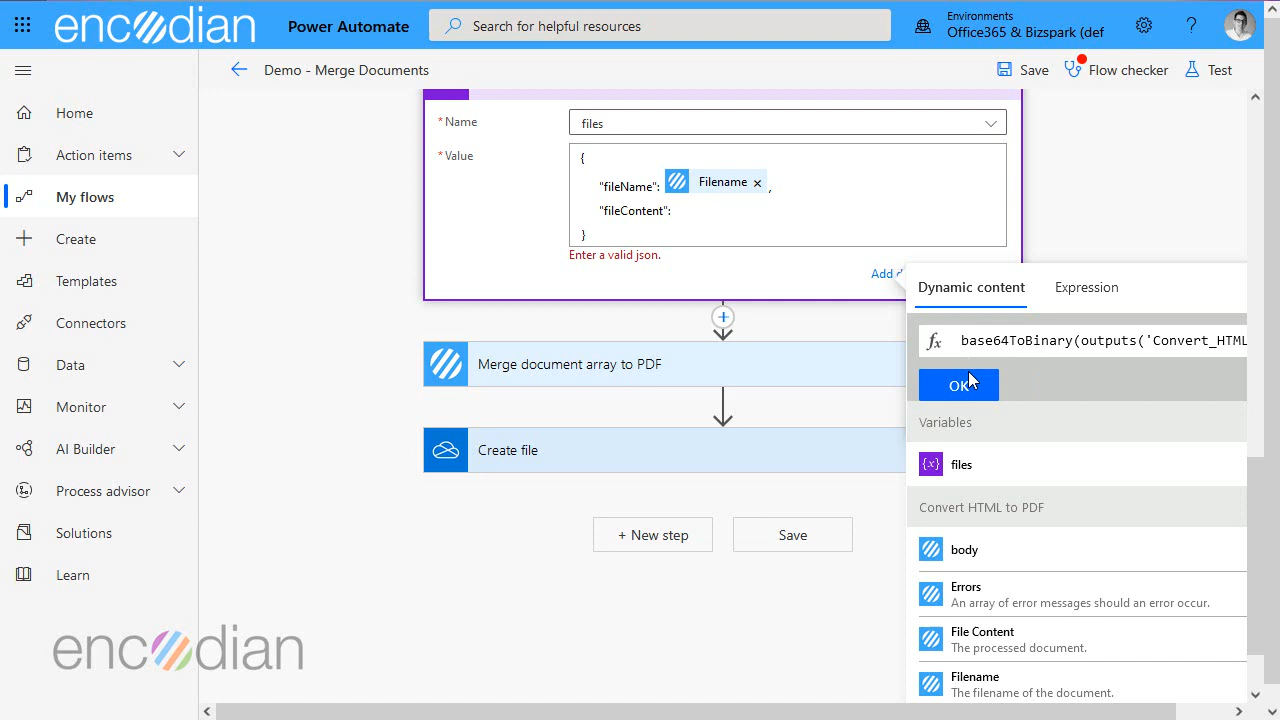 encodian
Power Automate
Search for helpful resources
Environments
Office365 & Bizspark (def
?
Demo - Merge Documents
Save
Flow checker
Test
Home
Action items
My flows
Create
Templates
Connectors
Data
Monitor
AI Builder
Process advisor
Solutions
Learn
encodian
* Name
files
* Value
{
"fileName": Filename × ,
"fileContent":
}
Enter a valid json.
Add d
Merge document array to PDF
Create file
+ New step
Save
Dynamic content
Expression
fx base64ToBinary(outputs('Convert_HTML
OK
Variables
{x} files
Convert HTML to PDF
body
Errors
An array of error messages should an error occur.
File Content
The processed document.
Filename
The filename of the document.